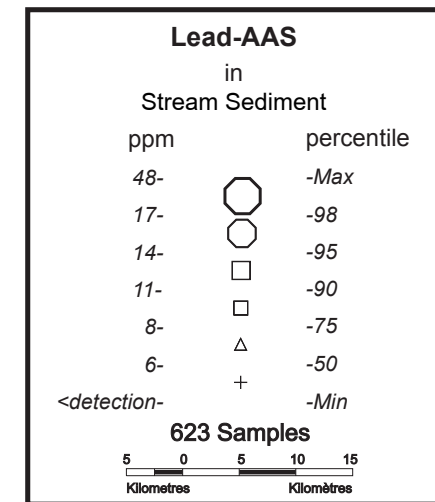 Lead-AAS
in
Stream Sediment
ppm percentile
48- -Max
17- -98
14- -95
11- -90
8- -75
6- -50
<detection- -Min
623 Samples
5 0 5 10 15
Kilometres Kilomètres